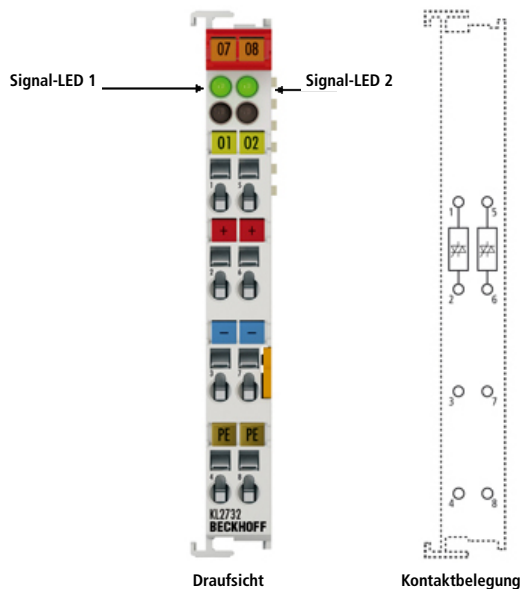 07 08
Signal-LED 1
Signal-LED 2
01 02
1 5
+ +
2 6
− −
3 7
PE PE
4 8
KL2732
BECKHOFF
1 5
2 6
3 7
4 8
Draufsicht
Kontaktbelegung